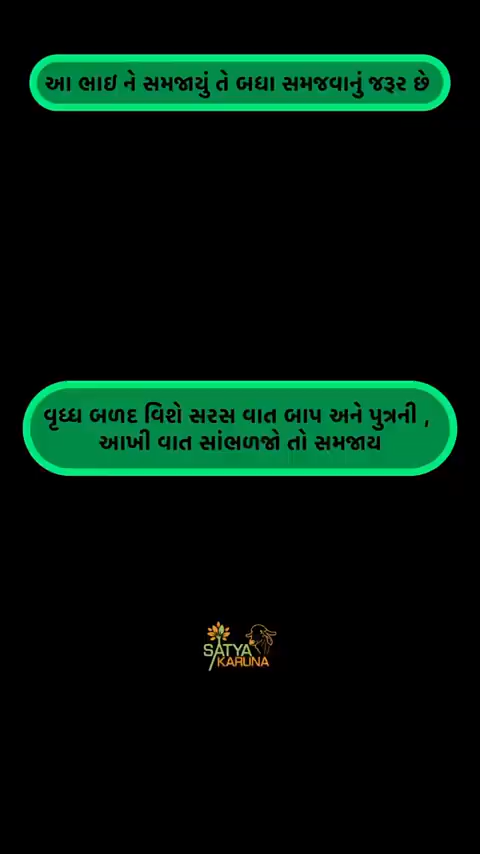 આ ભાઇ ને સમજાયું તે બધા સમજવાનું જરૂર છે
વૃધ્ધ બળદ વિશે સરસ વાત બાપ અને પુત્રની ,
આખી વાત સાંભળજો તો સમજાય
SATYA
KARUNA